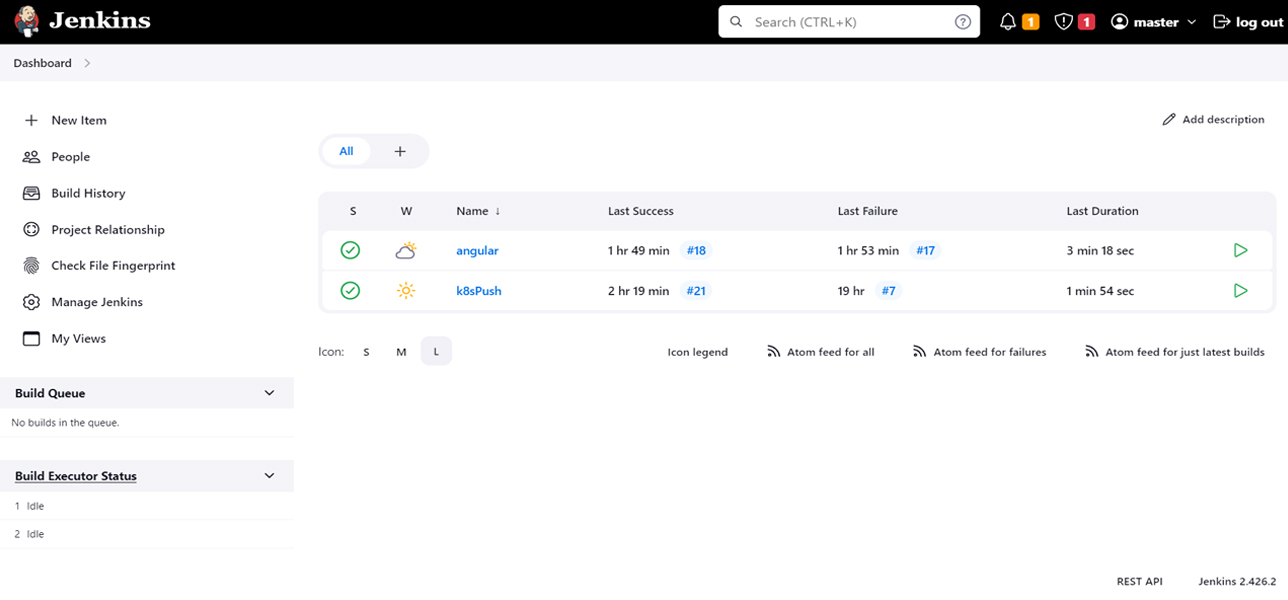 Jenkins
Search (CTRL+K)
?
1
1
master
log out
Dashboard
New Item
People
Build History
Project Relationship
Check File Fingerprint
Manage Jenkins
My Views
Build Queue
No builds in the queue.
Build Executor Status
1 Idle
2 Idle
Add description
All +
S W Name ↓ Last Success Last Failure Last Duration
angular 1 hr 49 min #18 1 hr 53 min #17 3 min 18 sec
k8sPush 2 hr 19 min #21 19 hr #7 1 min 54 sec
Icon: S M L Icon legend Atom feed for all Atom feed for failures Atom feed for just latest builds
REST API Jenkins 2.426.2